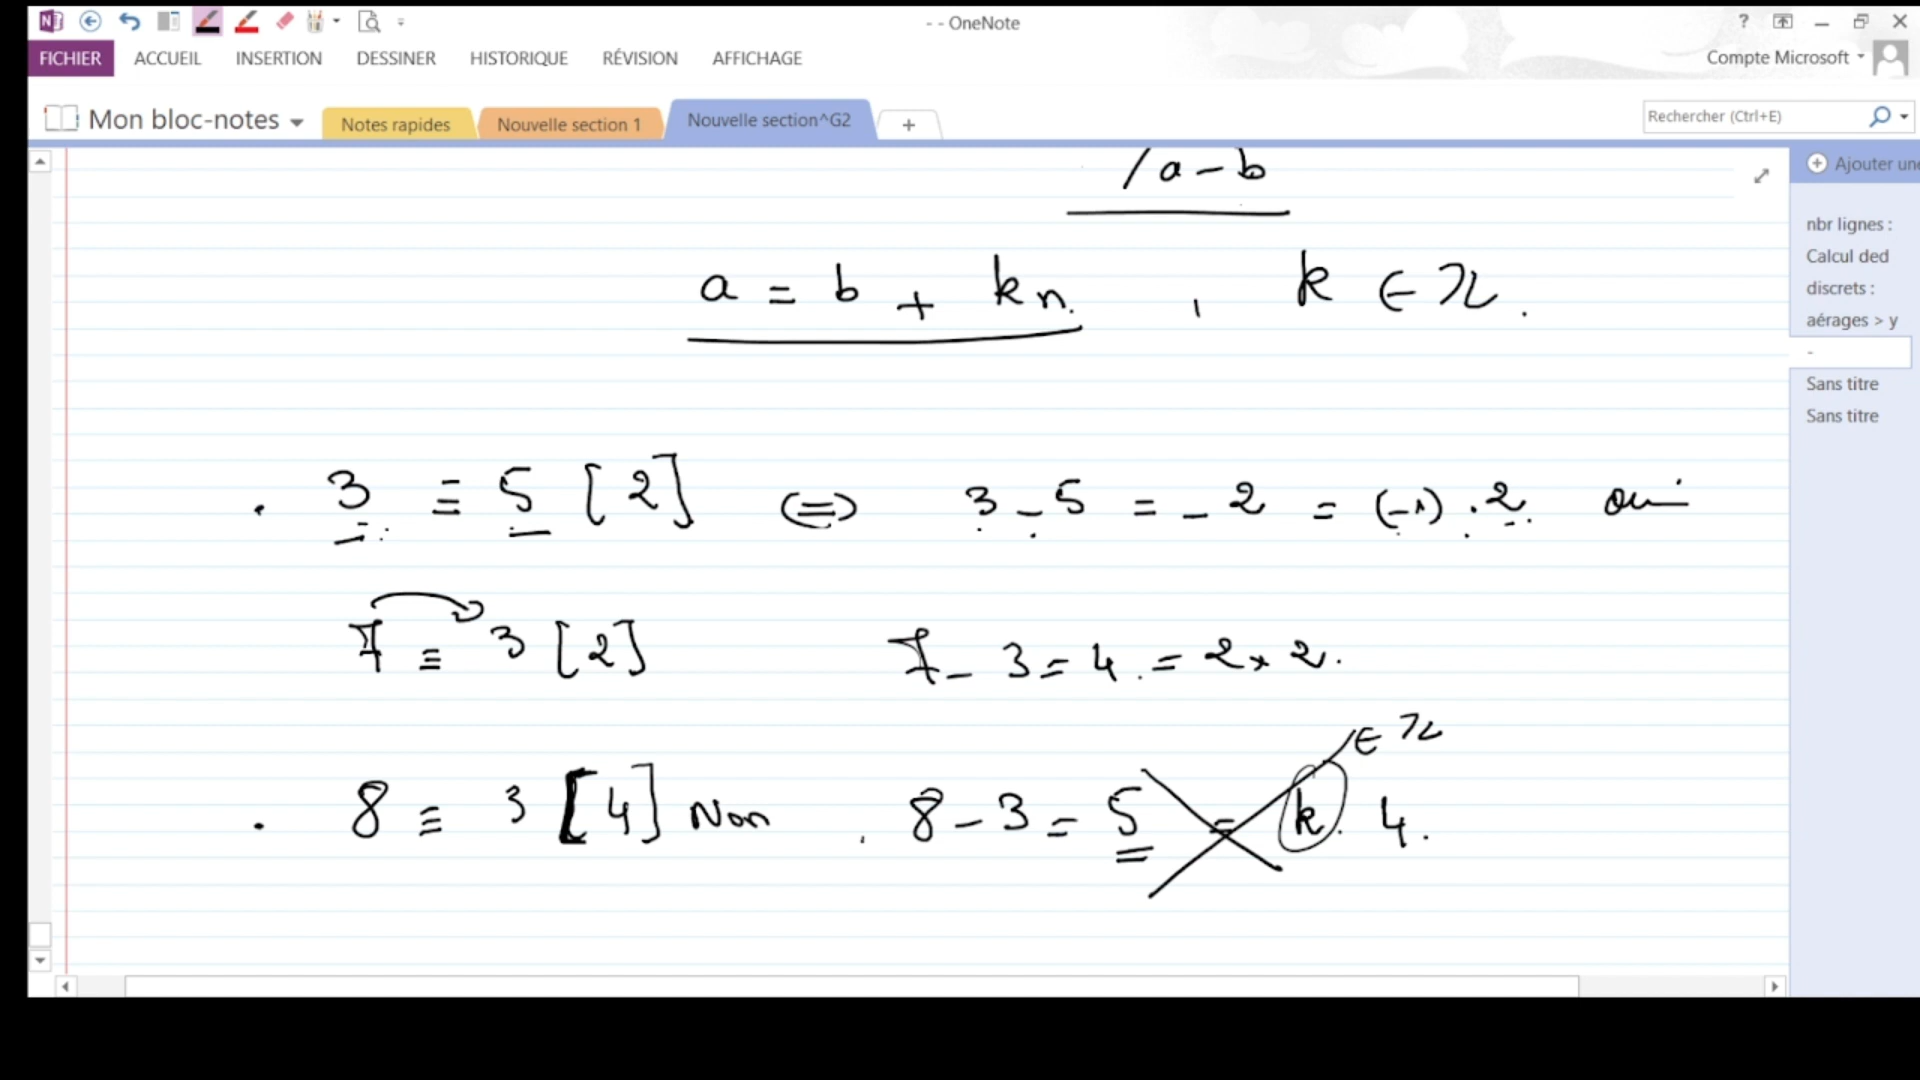 - - OneNote
?
FICHIER ACCUEIL INSERTION DESSINER HISTORIQUE RÉVISION AFFICHAGE
Compte Microsoft
Mon bloc-notes
Notes rapides
Nouvelle section 1
Nouvelle section^G2
+
Rechercher (Ctrl+E)
Ajouter une
nbr lignes :
Calcul ded
discrets :
aérages > y
-
Sans titre
Sans titre
/ a - b
a = b + kn. , k ∈ ℤ.
. 3 ≡ 5 [2] <=> 3 - 5 = -2 = (-1) . 2. oui
7 ≡ 3 [2] 7 - 3 = 4. = 2 × 2.
∈ ℤ
. 8 ≡ 3 [4] Non , 8 - 3 = 5 = k . 4.